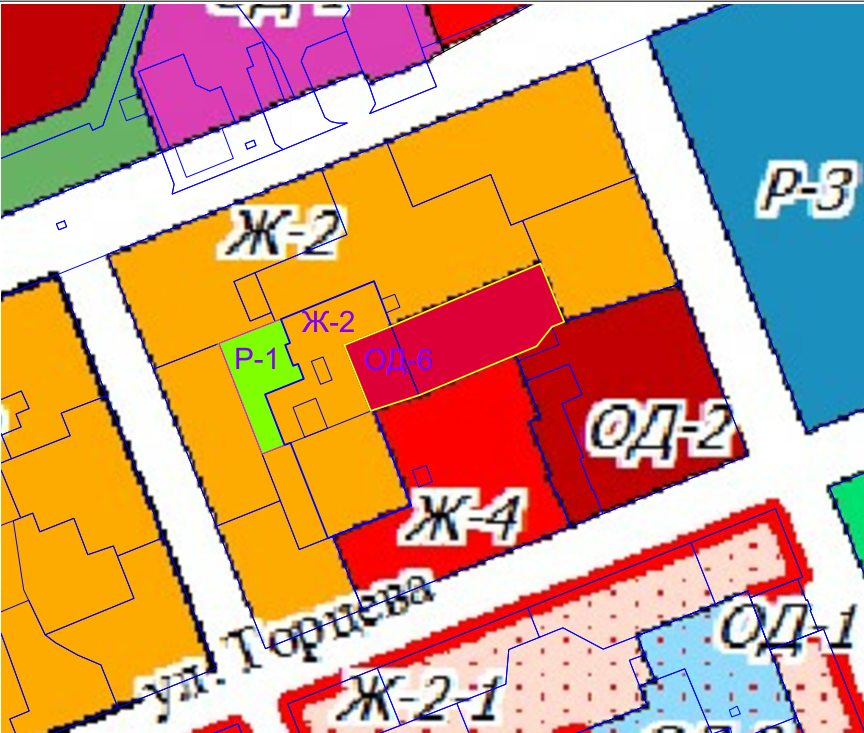 Р-3
Ж-2
Ж-2
Р-1
ОД-6
ОД-2
Ж-4
ул. Торцева
ОД-1
Ж-2-1